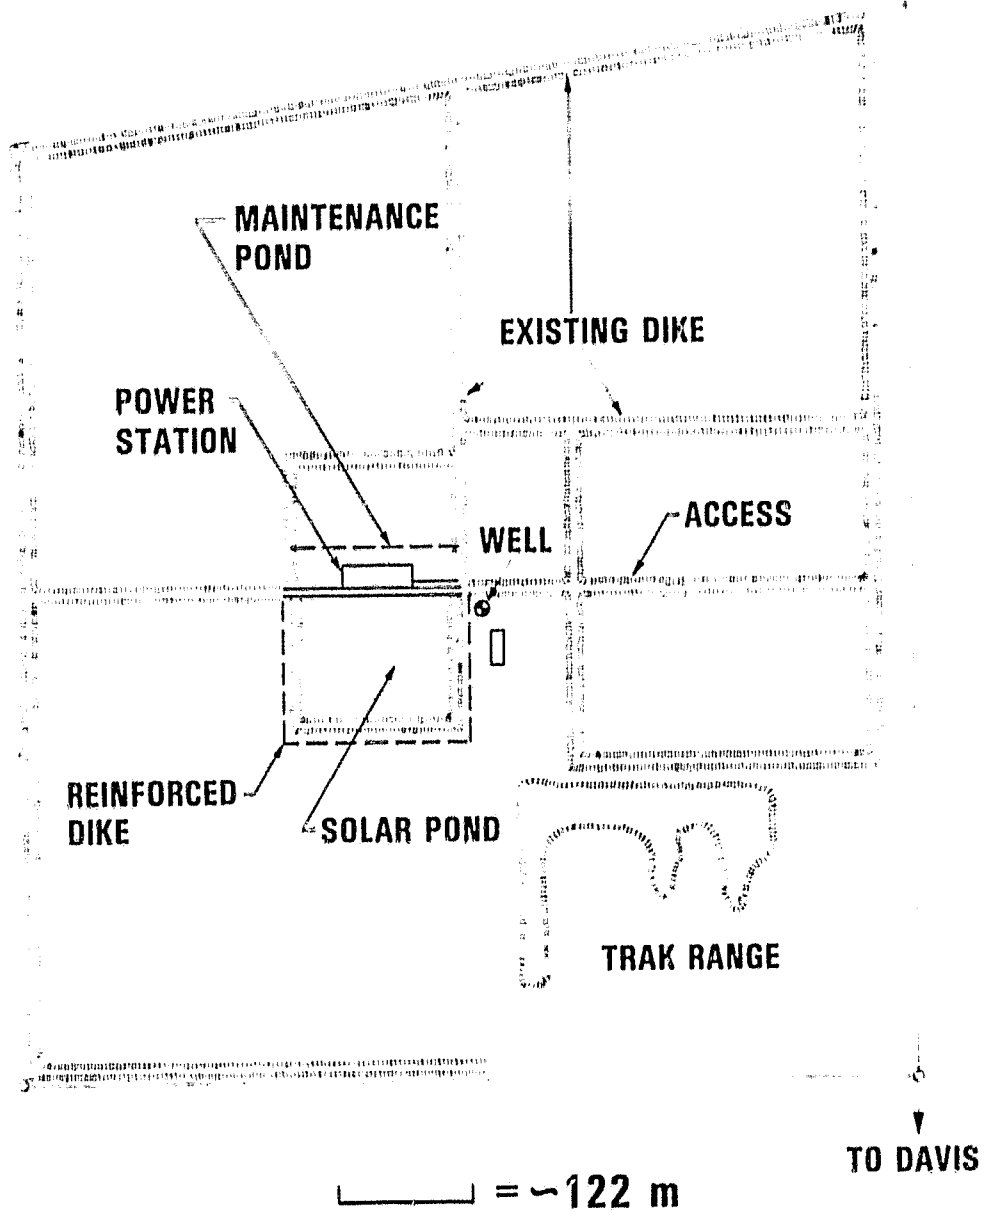 MAINTENANCE
POND
EXISTING DIKE
POWER
STATION
ACCESS
WELL
REINFORCED
DIKE
SOLAR POND
TRAK RANGE
TO DAVIS
= ~122 m